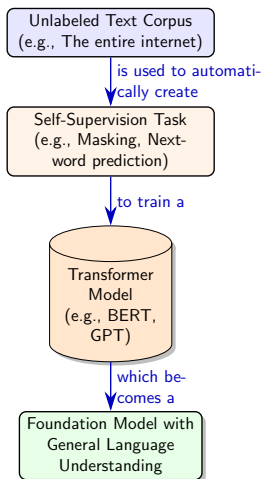 Unlabeled Text Corpus
(e.g., The entire internet)
is used to automati-
cally create
Self-Supervision Task
(e.g., Masking, Next-
word prediction)
to train a
Transformer
Model
(e.g., BERT,
GPT)
which be-
comes a
Foundation Model with
General Language
Understanding